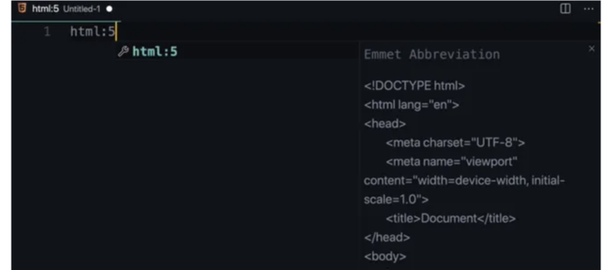 html:5 Untitled-1
1 html:5
html:5
Emmet Abbreviation
<!DOCTYPE html>
<html lang="en">
<head>
<meta charset="UTF-8">
<meta name="viewport"
content="width=device-width, initial-
scale=1.0">
<title>Document</title>
</head>
<body>